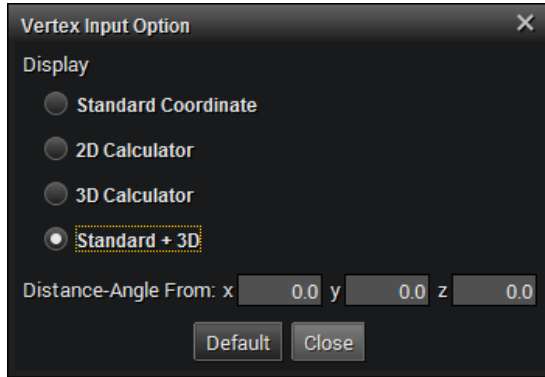 Vertex Input Option
Display
Standard Coordinate
2D Calculator
3D Calculator
Standard + 3D
Distance-Angle From: x 0.0 y 0.0 z 0.0
Default Close